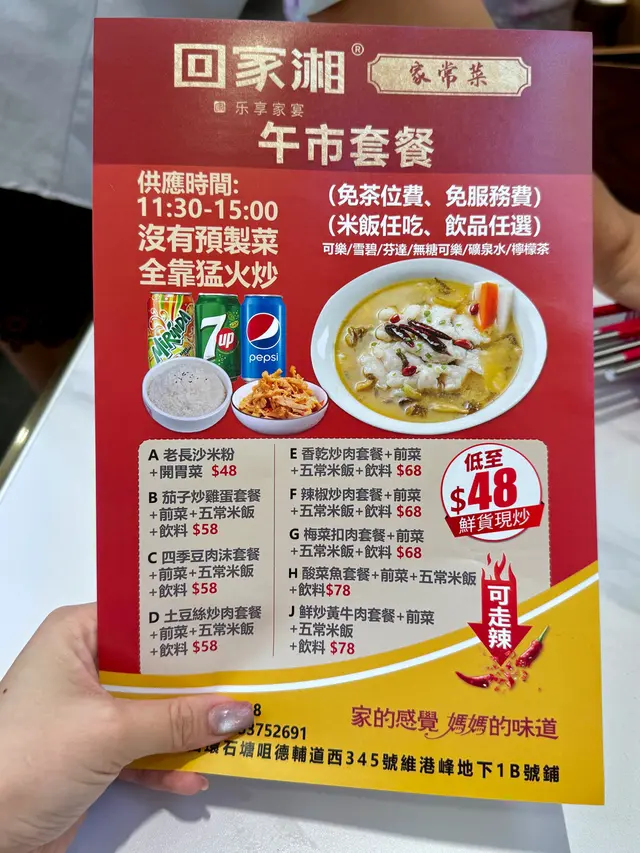 回家湘®
家常菜
乐享家宴
午市套餐
供應時間:
11:30-15:00
沒有預製菜
全靠猛火炒
(免茶位費、免服務費)
(米飯任吃、飲品任選)
可樂/雪碧/芬達/無糖可樂/礦泉水/檸檬茶
MIRINDA
7up
pepsi
A 老長沙米粉
+開胃菜 $48
B 茄子炒雞蛋套餐
+前菜+五常米飯
+飲料 $58
C 四季豆肉沫套餐
+前菜+五常米飯
+飲料 $58
D 土豆絲炒肉套餐
+前菜+五常米飯
+飲料 $58
E 香乾炒肉套餐+前菜
+五常米飯+飲料 $68
F 辣椒炒肉套餐+前菜
+五常米飯+飲料 $68
G 梅菜扣肉套餐+前菜
+五常米飯+飲料 $68
H 酸菜魚套餐+前菜+五常米飯
+飲料$78
J 鮮炒黃牛肉套餐+前菜
+五常米飯
+飲料 $78
低至
$48
鮮貨現炒
可走辣
家的感覺 媽媽的味道
8
53752691
環石塘咀德輔道西345號維港峰地下1B號鋪